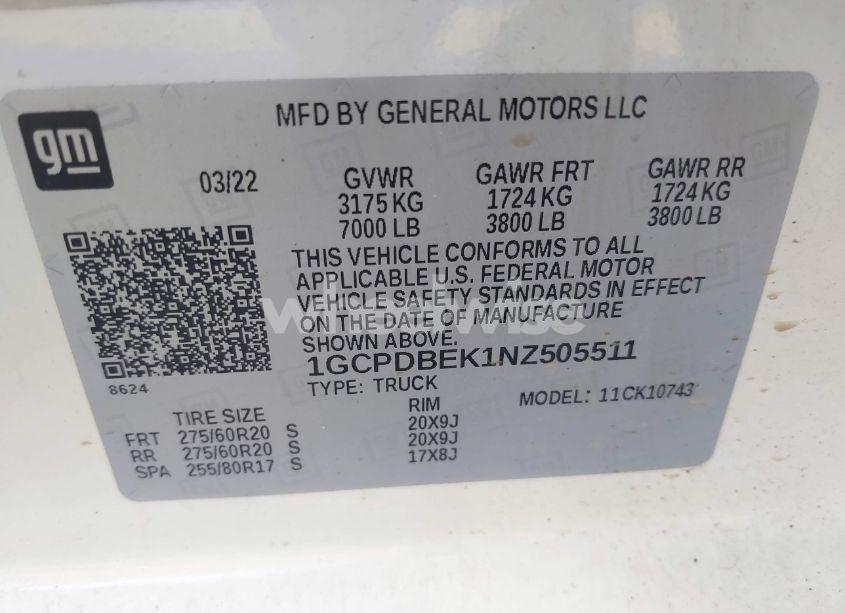 gm
MFD BY GENERAL MOTORS LLC
03/22
GVWR
3175 KG
7000 LB
GAWR FRT
1724 KG
3800 LB
GAWR RR
1724 KG
3800 LB
THIS VEHICLE CONFORMS TO ALL
APPLICABLE U.S. FEDERAL MOTOR
VEHICLE SAFETY STANDARDS IN EFFECT
ON THE DATE OF MANUFACTURE
SHOWN ABOVE.
1GCPDBEK1NZ505511
8624
TYPE: TRUCK
MODEL: 11CK10743
TIRE SIZE
RIM
FRT 275/60R20 S 20X9J
RR 275/60R20 S 20X9J
SPA 255/80R17 S 17X8J